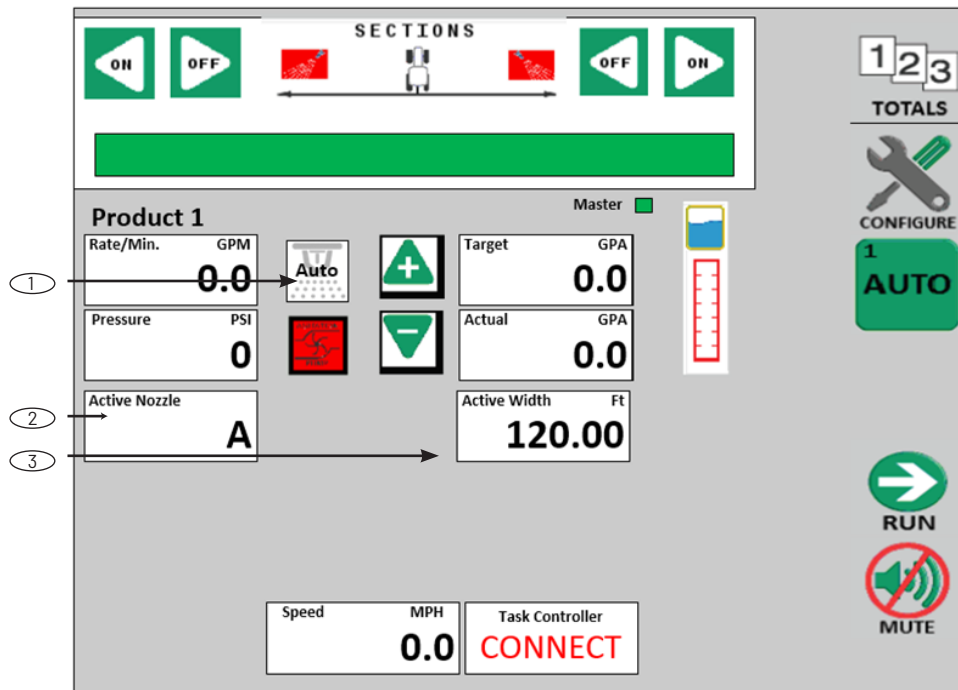 SECTIONS
ON OFF OFF ON
123
TOTALS
CONFIGURE
1
AUTO
Product 1
Master
Rate/Min. GPM
0.0
Auto
Target GPA
0.0
1
Pressure PSI
0
Actual GPA
0.0
Active Nozzle
A
Active Width Ft
120.00
2
3
RUN
MUTE
Speed MPH
0.0
Task Controller
CONNECT